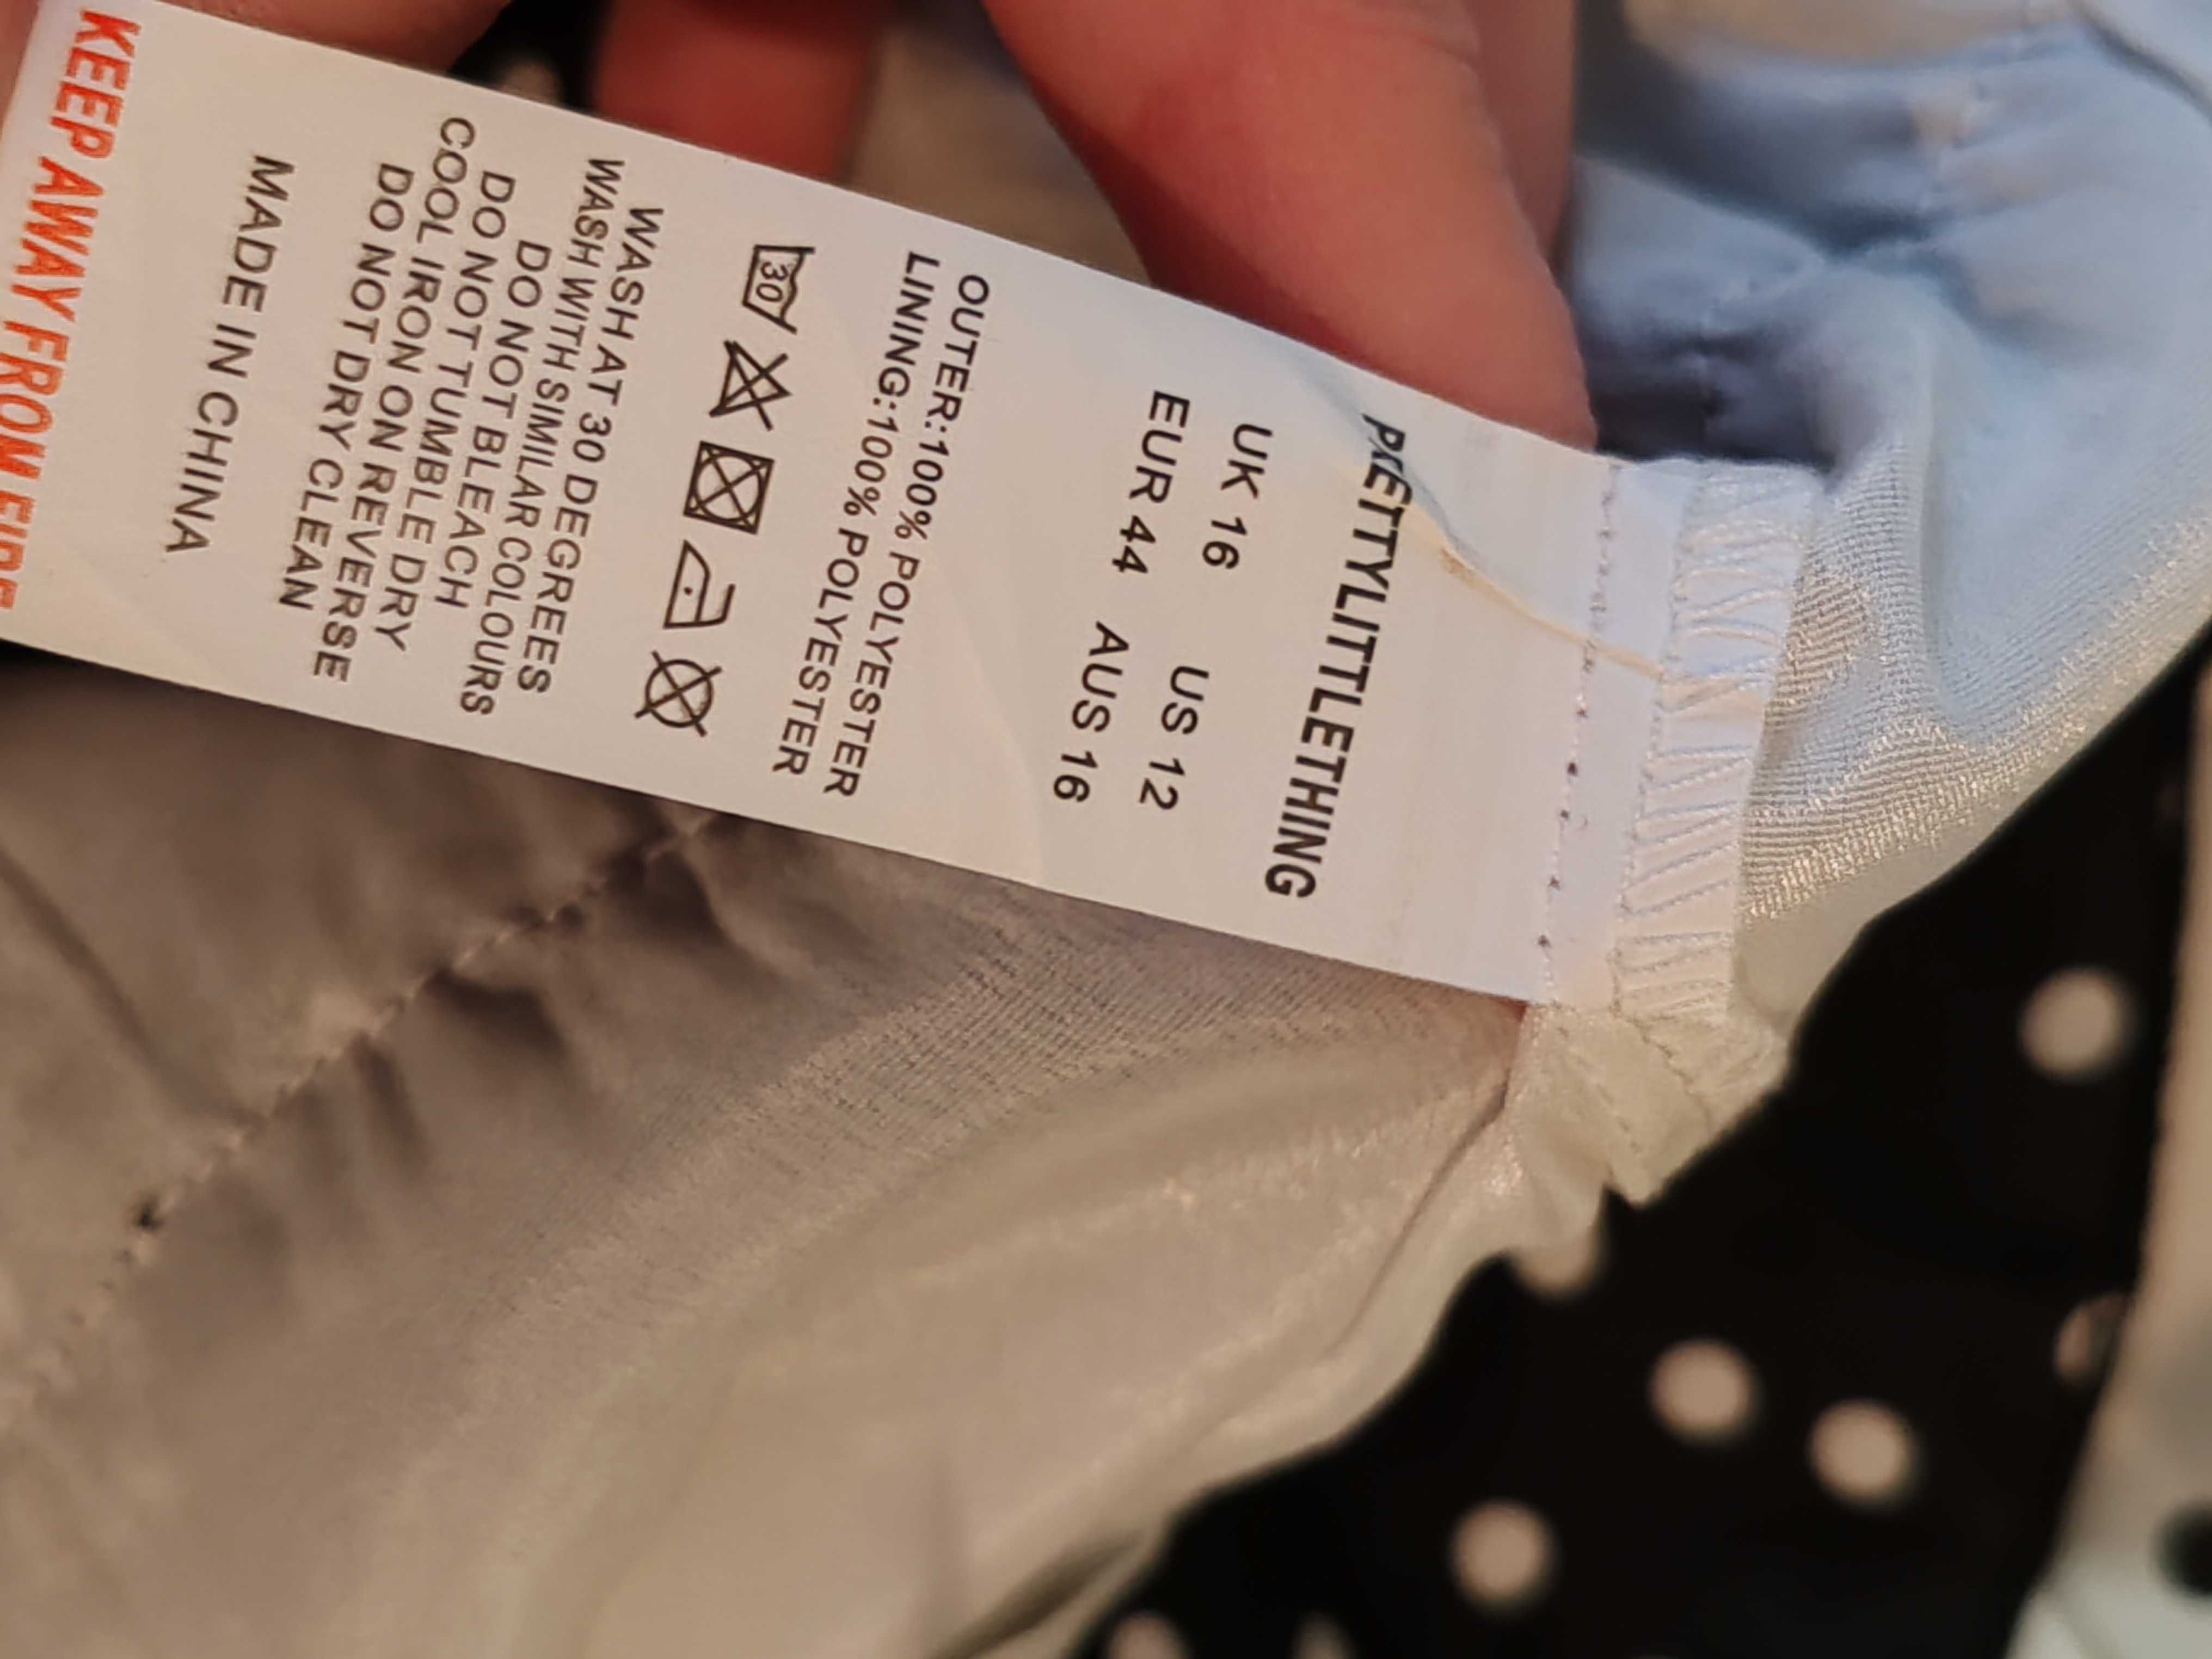 PRETTYLITTLETHING
UK 16 US 12
EUR 44 AUS 16
OUTER:100% POLYESTER
LINING:100% POLYESTER
30
WASH AT 30 DEGREES
WASH WITH SIMILAR COLOURS
DO NOT BLEACH
DO NOT TUMBLE DRY
COOL IRON ON REVERSE
DO NOT DRY CLEAN
MADE IN CHINA
KEEP AWAY FROM FIRE